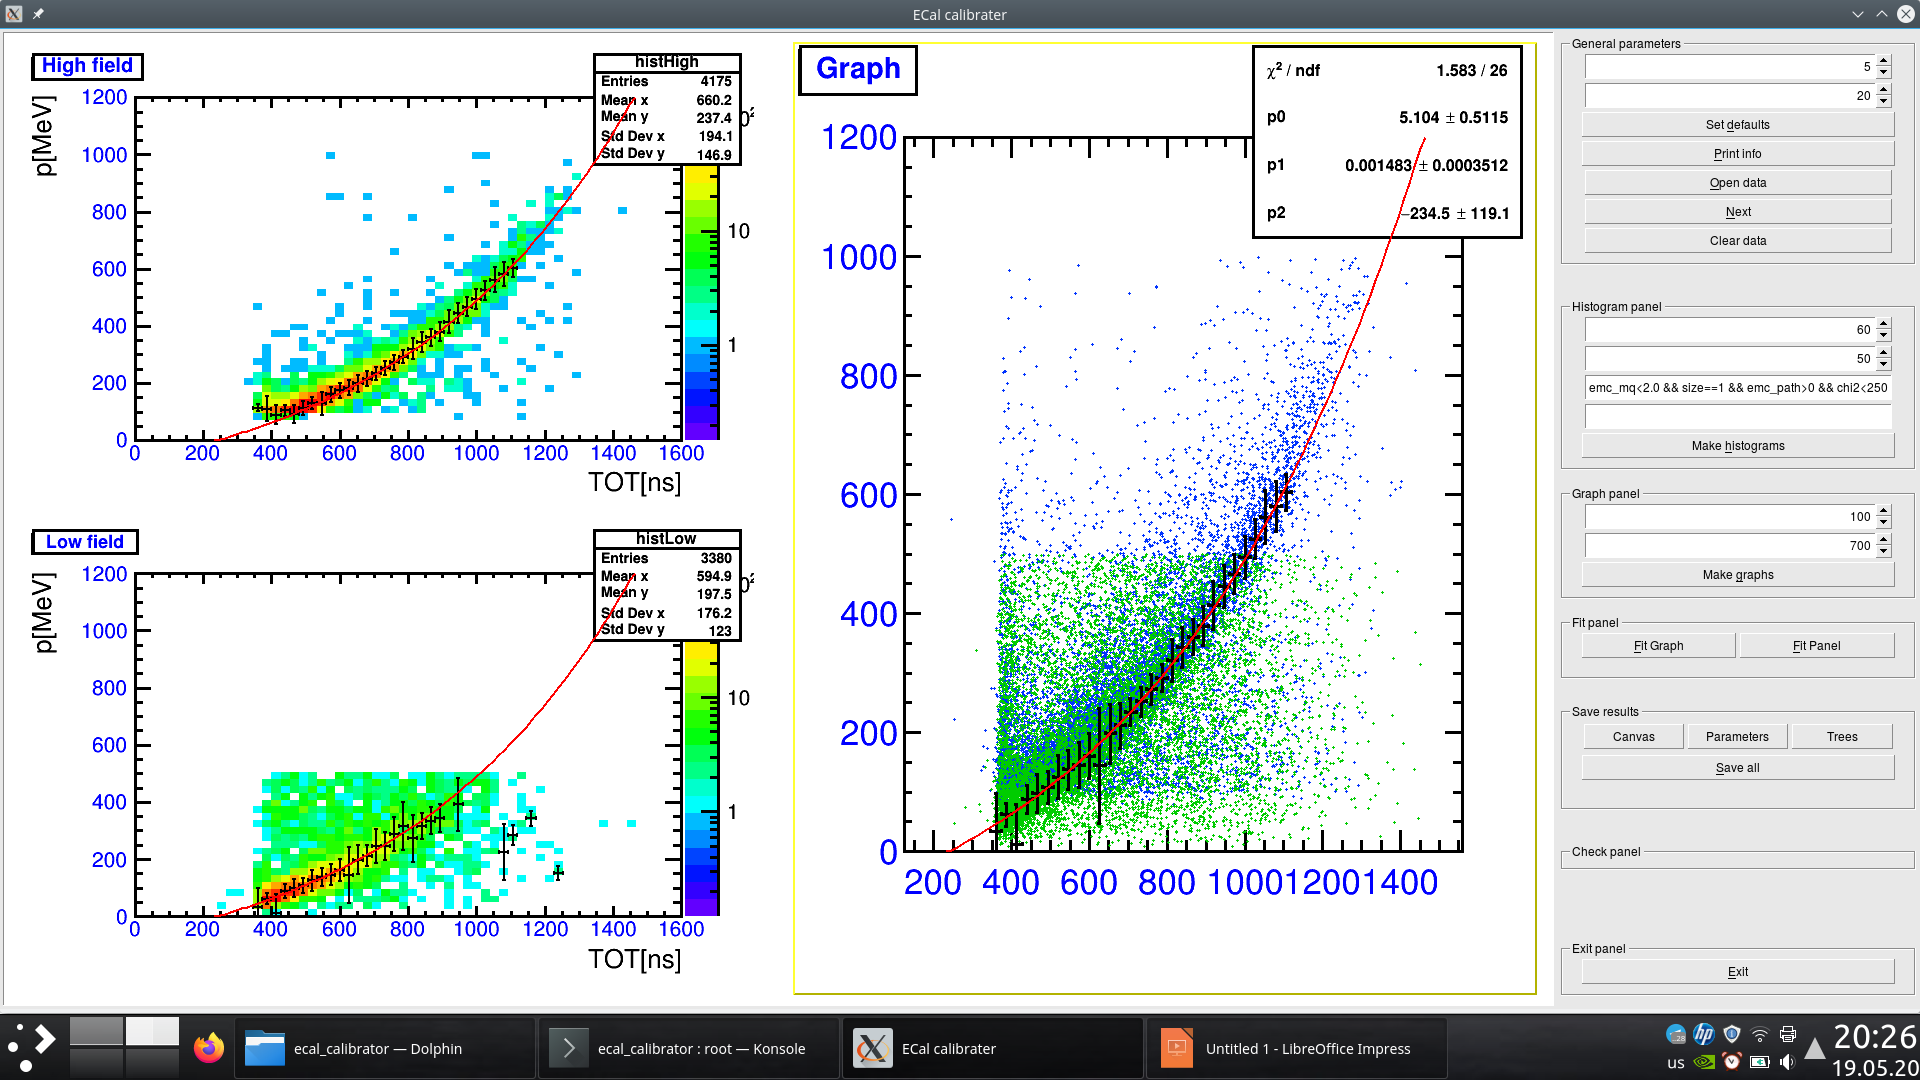 ECal calibrater
High field
histHigh
Entries 4175
Mean x 660.2
Mean y 237.4
Std Dev x 194.1
Std Dev y 146.9
p[MeV]
1200
1000
800
600
400
200
0
0 200 400 600 800 1000 1200 1400 1600
TOT[ns]
10
1
Low field
histLow
Entries 3380
Mean x 594.9
Mean y 197.5
Std Dev x 176.2
Std Dev y 123
p[MeV]
1200
1000
800
600
400
200
0
0 200 400 600 800 1000 1200 1400 1600
TOT[ns]
10
1
Graph
χ² / ndf 1.583 / 26
p0 5.104 ± 0.5115
p1 0.001483 ± 0.0003512
p2 −234.5 ± 119.1
1200
1000
800
600
400
200
0
200 400 600 800 1000 1200 1400
General parameters
5
20
Set defaults
Print info
Open data
Next
Clear data
Histogram panel
60
50
emc_mq<2.0 && size==1 && emc_path>0 && chi2<250
Make histograms
Graph panel
100
700
Make graphs
Fit panel
Fit Graph Fit Panel
Save results
Canvas Parameters Trees
Save all
Check panel
Exit panel
Exit
ecal_calibrator — Dolphin
ecal_calibrator : root — Konsole
ECal calibrater
Untitled 1 - LibreOffice Impress
us
20:26
19.05.20